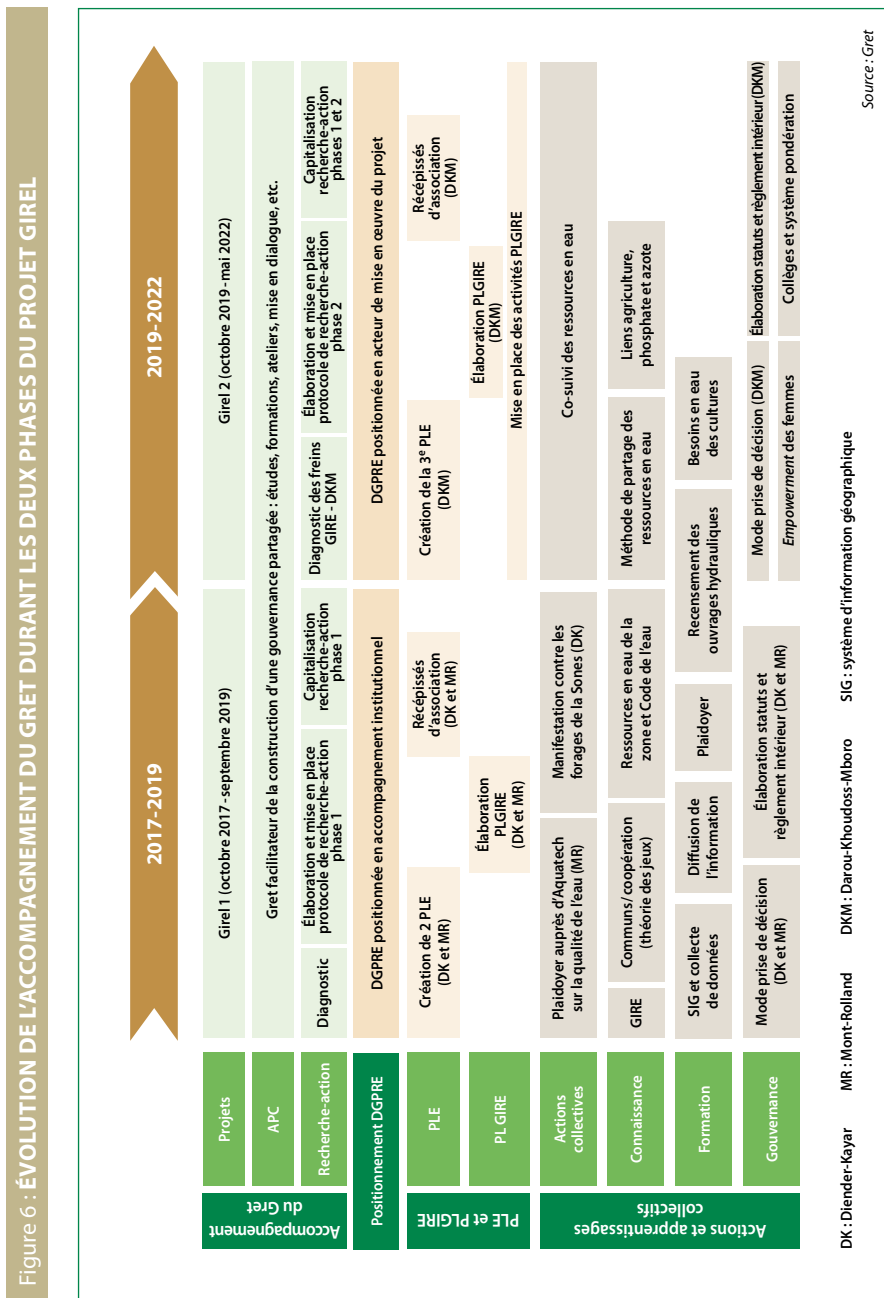 Figure 6 : ÉVOLUTION DE L'ACCOMPAGNEMENT DU GRET DURANT LES DEUX PHASES DU PROJET GIREL
2017-2019
2019-2022
Accompagnement
du Gret
Projets
Girel 1 (octobre 2017 - septembre 2019)
Girel 2 (octobre 2019 - mai 2022)
APC
Gret facilitateur de la construction d'une gouvernance partagée : études, formations, ateliers, mise en dialogue, etc.
Recherche-action
Diagnostic
Élaboration et mise en place
protocole de recherche-action
phase 1
Capitalisation
recherche-action
phase 1
Diagnostic des freins
GIRE - DKM
Élaboration et mise en place
protocole de recherche-action
phase 2
Capitalisation
recherche-action
phases 1 et 2
Positionnement DGPRE
DGPRE positionnée en accompagnement institutionnel
DGPRE positionnée en acteur de mise en œuvre du projet
PLE et PLGIRE
PLE
Création de 2 PLE
(DK et MR)
Récépissés
d'association
(DK et MR)
Création de la 3e PLE
(DKM)
Récépissés
d'association
(DKM)
PL GIRE
Élaboration
PLGIRE
(DK et MR)
Élaboration PLGIRE
(DKM)
Mise en place des activités PLGIRE
Actions et apprentissages
collectifs
Actions
collectives
Plaidoyer auprès d'Aquatech
sur la qualité de l'eau (MR)
Manifestation contre les
forages de la Sones (DK)
Co-suivi des ressources en eau
Connaissance
GIRE
Communs/ coopération
(théorie des jeux)
Ressources en eau de la
zone et Code de l'eau
Méthode de partage des
ressources en eau
Liens agriculture,
phosphate et azote
Formation
SIG et collecte
de données
Diffusion de
l'information
Plaidoyer
Recensement des
ouvrages hydrauliques
Besoins en eau
des cultures
Gouvernance
Mode prise de décision
(DK et MR)
Élaboration statuts et
règlement intérieur (DK et MR)
Mode prise de décision (DKM)
Élaboration statuts et règlement intérieur (DKM)
Empowerment des femmes
Collèges et système pondération
DK : Diender-Kayar
MR : Mont-Rolland
DKM : Darou-Khoudoss-Mboro
SIG : système d'information géographique
Source : Gret